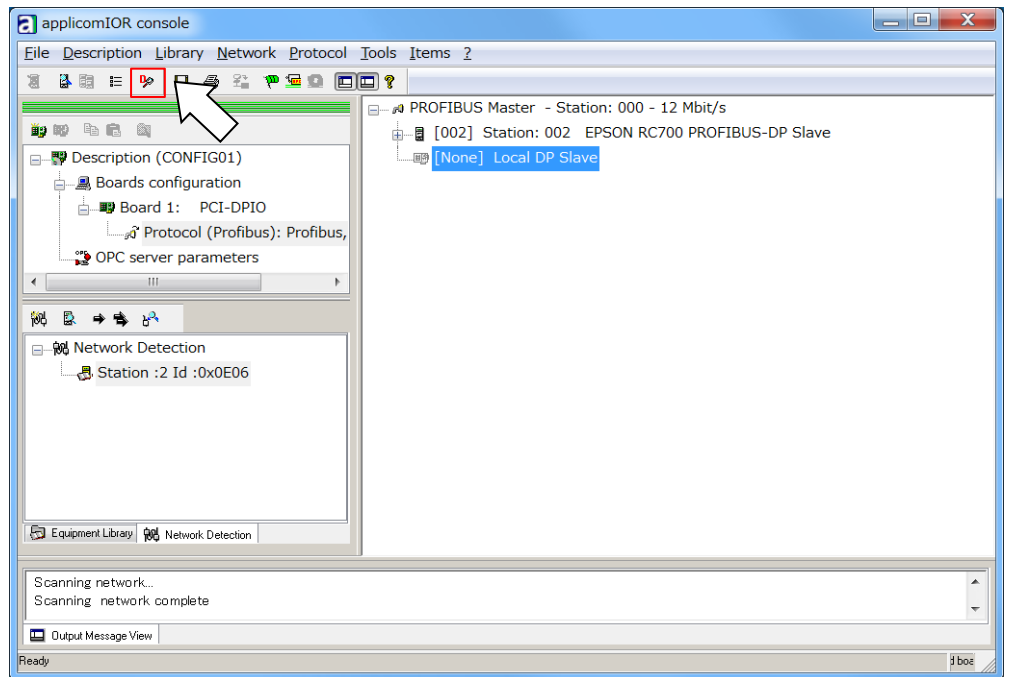 applicomIOR console
File Description Library Network Protocol Tools Items ?
PROFIBUS Master - Station: 000 - 12 Mbit/s
[002] Station: 002 EPSON RC700 PROFIBUS-DP Slave
[None] Local DP Slave
Description (CONFIG01)
Boards configuration
Board 1: PCI-DPIO
Protocol (Profibus): Profibus,
OPC server parameters
Network Detection
Station :2 Id :0x0E06
Equipment Library Network Detection
Scanning network...
Scanning network complete
Output Message View
Ready